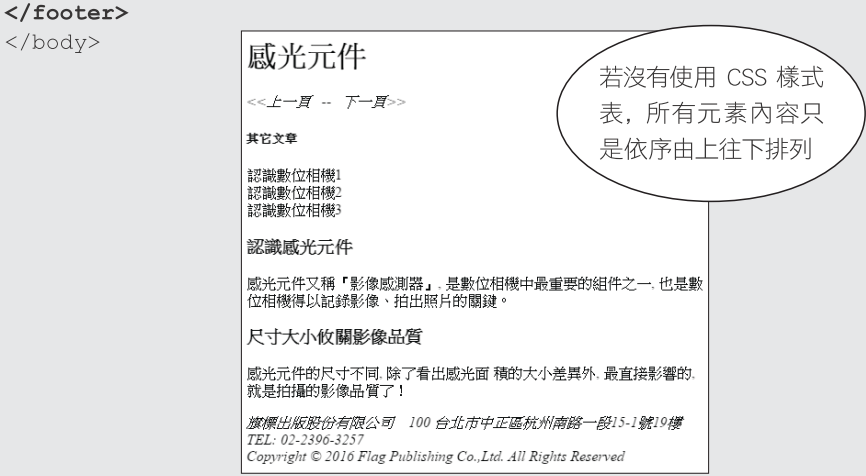 </footer>
</body>
感光元件
<<上一頁 -- 下一頁>>
其它文章
認識數位相機1
認識數位相機2
認識數位相機3
認識感光元件
感光元件又稱『影像感測器』, 是數位相機中最重要的組件之一, 也是數
位相機得以記錄影像、拍出照片的關鍵。
尺寸大小攸關影像品質
感光元件的尺寸不同, 除了看出感光面 積的大小差異外, 最直接影響的,
就是拍攝的影像品質了！
旗標出版股份有限公司 100 台北市中正區杭州南路一段15-1號19樓
TEL: 02-2396-3257
Copyright © 2016 Flag Publishing Co.,Ltd. All Rights Reserved
若沒有使用 CSS 樣式
表, 所有元素內容只
是依序由上往下排列